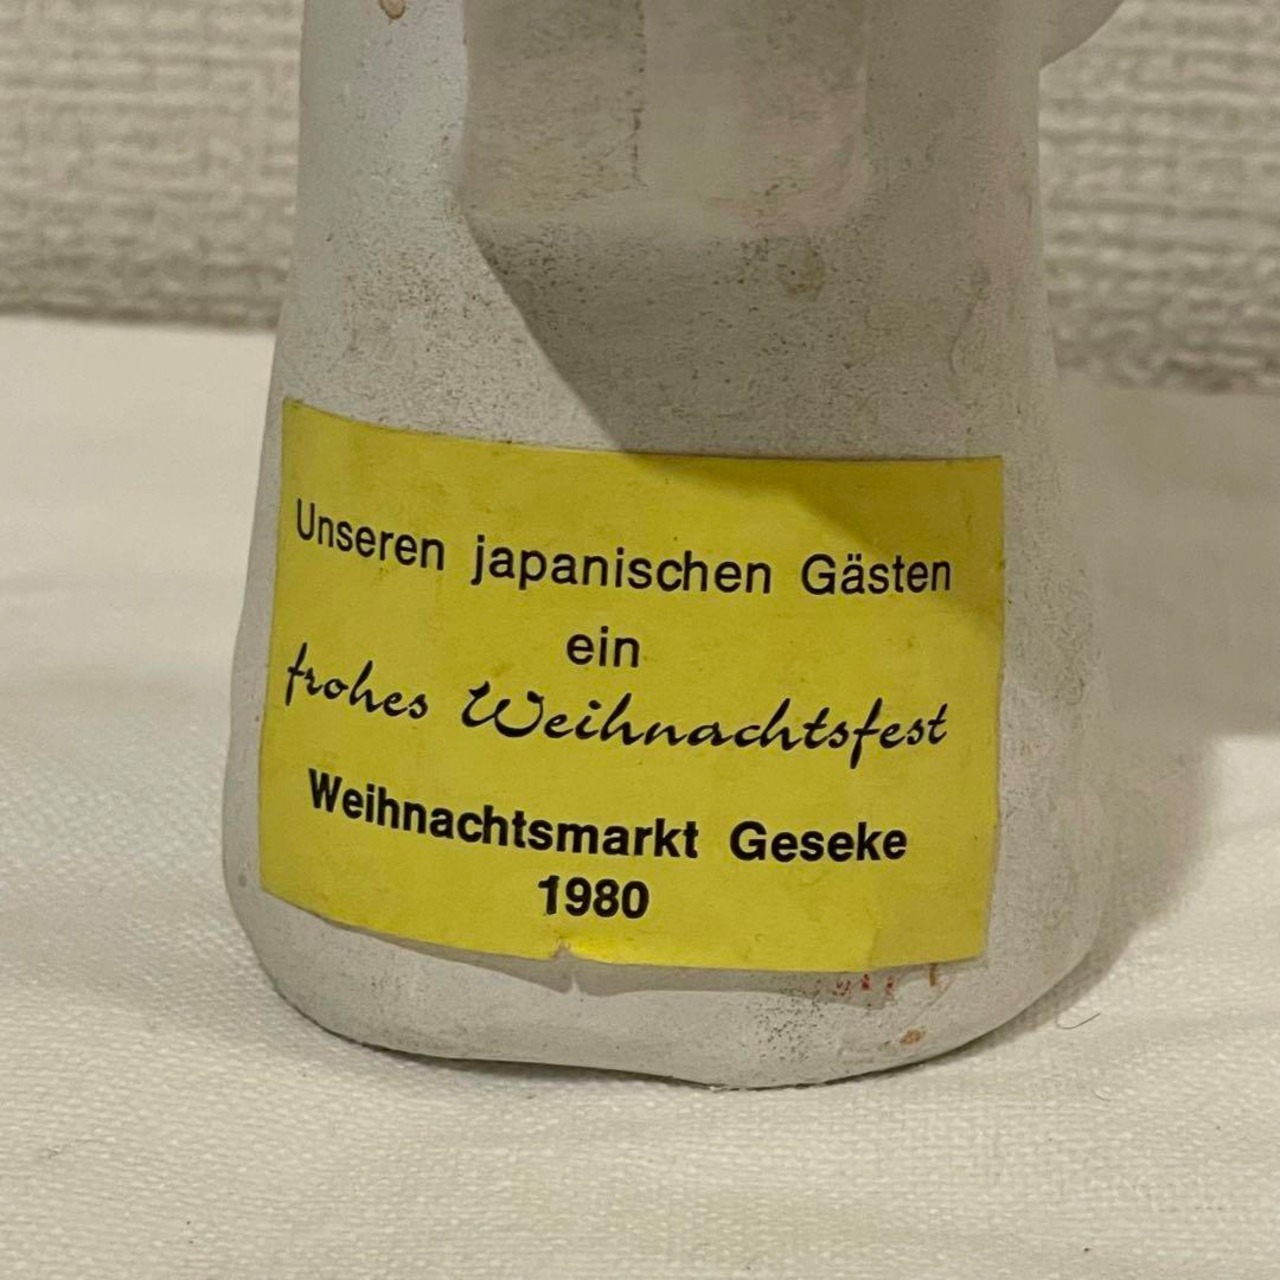 Unseren japanischen Gästen
ein
frohes Weihnachtsfest
Weihnachtsmarkt Geseke
1980